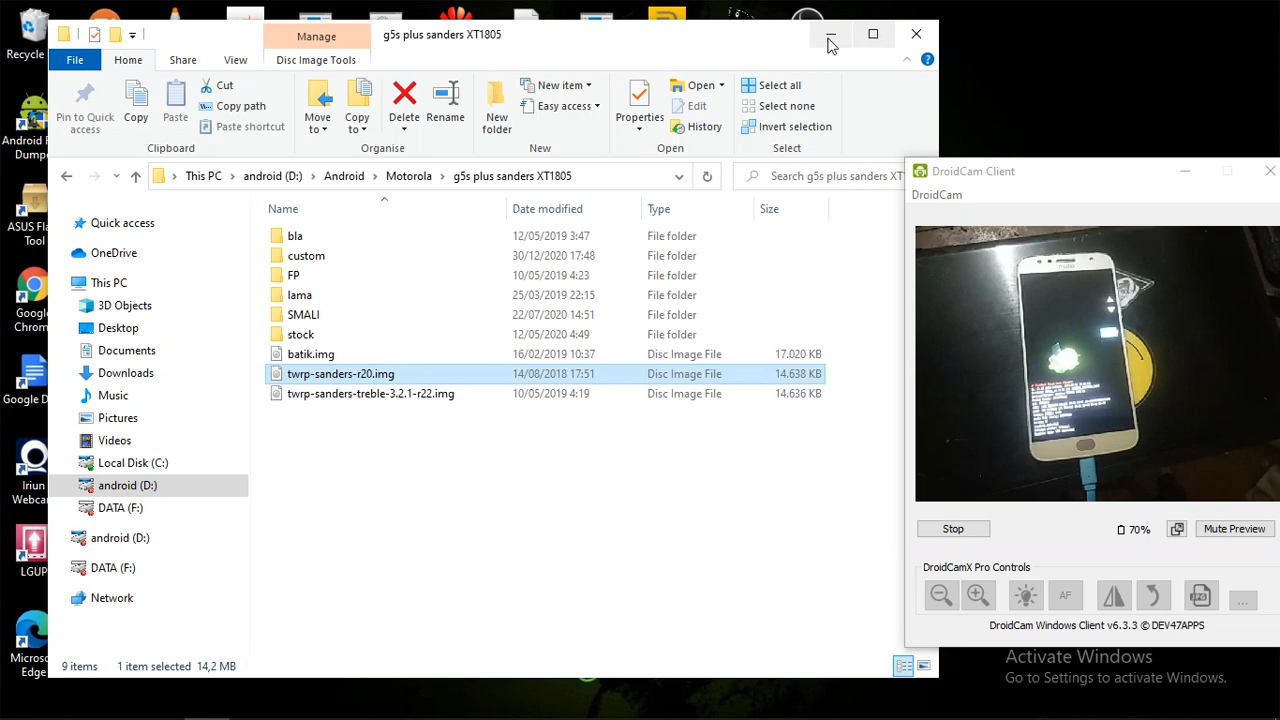 Manage
g5s plus sanders XT1805
File
Home
Share
View
Disc Image Tools
Pin to Quick access
Copy
Paste
Cut
Copy path
Paste shortcut
Clipboard
Move to
Copy to
Delete
Rename
Organise
New folder
New item
Easy access
New
Properties
Open
Edit
History
Open
Select all
Select none
Invert selection
Select
This PC
android (D:)
Android
Motorola
g5s plus sanders XT1805
Search g5s plus sanders XT
Name
Date modified
Type
Size
Quick access
OneDrive
This PC
3D Objects
Desktop
Documents
Downloads
Music
Pictures
Videos
Local Disk (C:)
android (D:)
DATA (F:)
android (D:)
DATA (F:)
Network
bla 12/05/2019 3:47 File folder
custom 30/12/2020 17:48 File folder
FP 10/05/2019 4:23 File folder
lama 25/03/2019 22:15 File folder
SMALI 22/07/2020 14:51 File folder
stock 12/05/2020 4:49 File folder
batik.img 16/02/2019 10:37 Disc Image File 17.020 KB
twrp-sanders-r20.img 14/08/2018 17:51 Disc Image File 14.638 KB
twrp-sanders-treble-3.2.1-r22.img 10/05/2019 4:19 Disc Image File 14.636 KB
9 items
1 item selected 14,2 MB
Recycle
Android
Dumpe
ASUS Fla
Tool
Google
Chrom
Google D
Iriun
Webcar
LGUP
Micros
Edge
DroidCam Client
DroidCam
Stop
70%
Mute Preview
DroidCamX Pro Controls
AF
JPG
...
DroidCam Windows Client v6.3.3 © DEV47APPS
Activate Windows
Go to Settings to activate Windows.